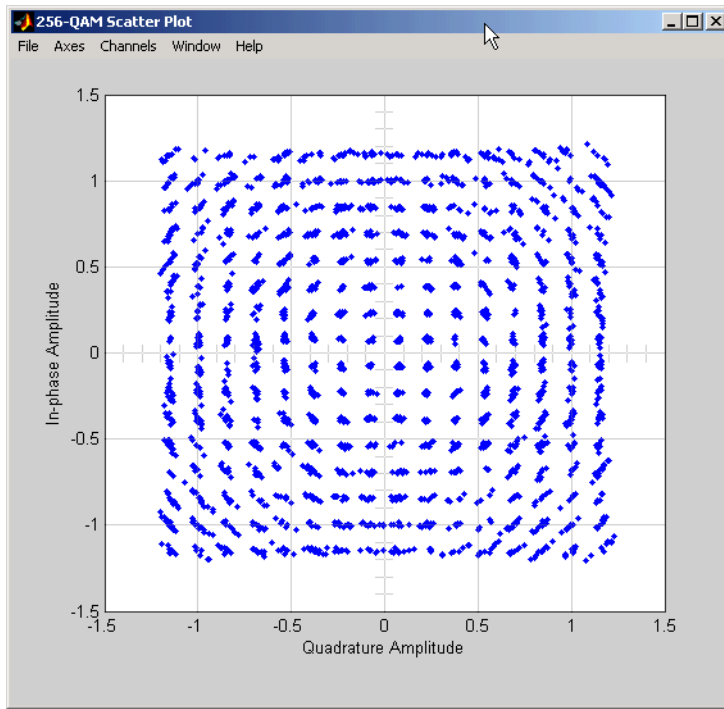 256-QAM Scatter Plot
File Axes Channels Window Help
1.5
1
0.5
0
-0.5
-1
-1.5
In-phase Amplitude
-1.5 -1 -0.5 0 0.5 1 1.5
Quadrature Amplitude